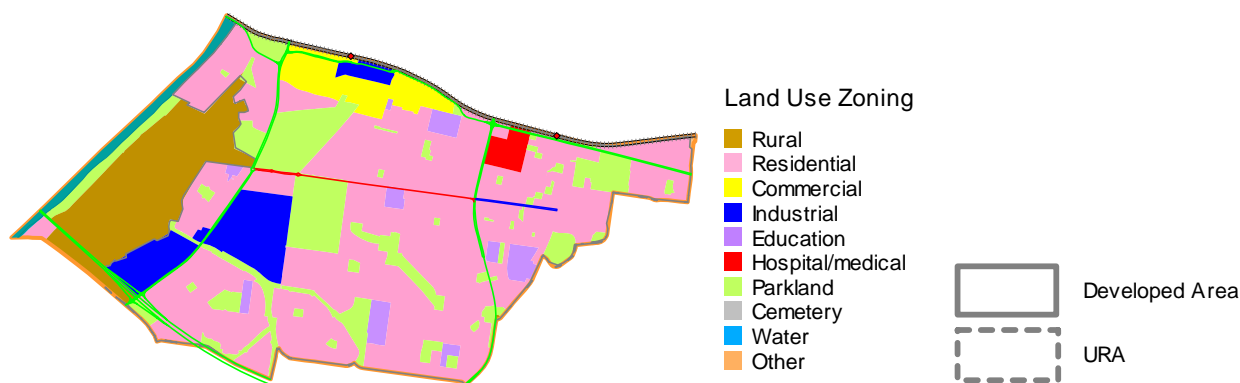 Land Use Zoning
Rural
Residential
Commercial
Industrial
Education
Hospital/medical
Parkland
Cemetery
Water
Other
Developed Area
URA